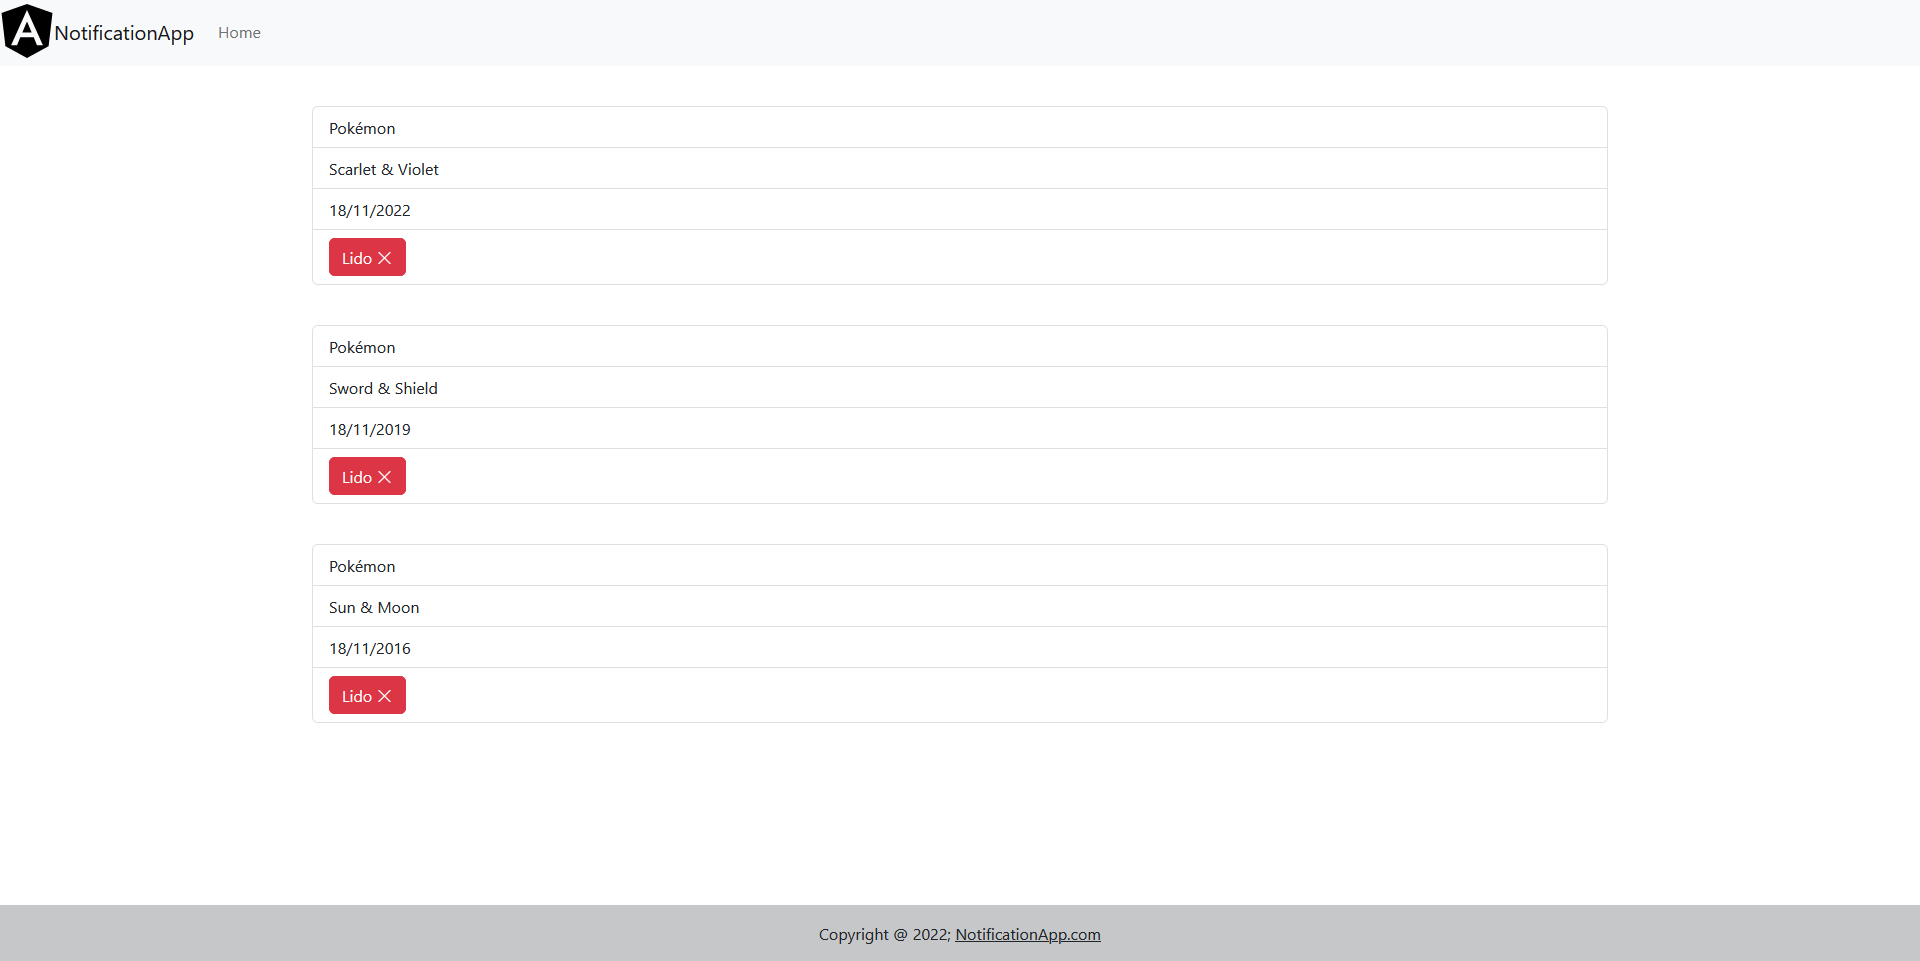 NotificationApp Home
Pokémon
Scarlet & Violet
18/11/2022
Lido
Pokémon
Sword & Shield
18/11/2019
Lido
Pokémon
Sun & Moon
18/11/2016
Lido
Copyright @ 2022; NotificationApp.com